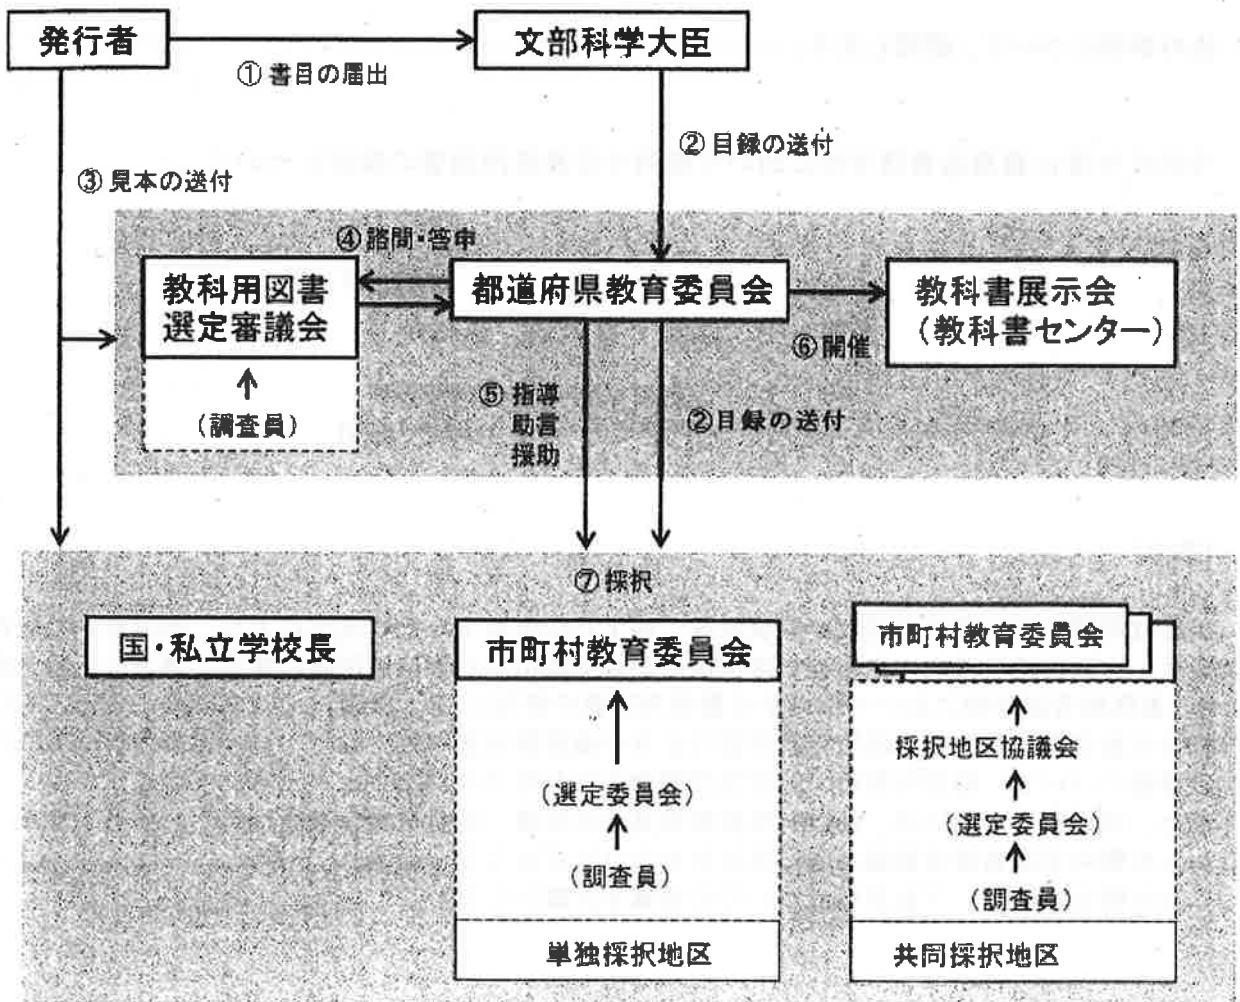 発行者
文部科学大臣
①書目の届出
②目録の送付
③見本の送付
④諮問・答申
教科用図書
選定審議会
(調査員)
都道府県教育委員会
教科書展示会
(教科書センター)
⑥開催
⑤指導
助言
援助
②目録の送付
⑦採択
国・私立学校長
市町村教育委員会
(選定委員会)
(調査員)
単独採択地区
市町村教育委員会
採択地区協議会
(選定委員会)
(調査員)
共同採択地区